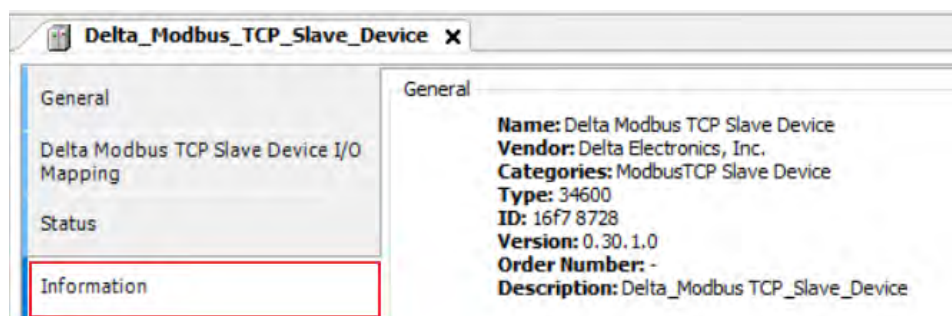 Delta_Modbus_TCP_Slave_Device X
General
Delta Modbus TCP Slave Device I/O
Mapping
Status
Information
General
Name: Delta Modbus TCP Slave Device
Vendor: Delta Electronics, Inc.
Categories: ModbusTCP Slave Device
Type: 34600
ID: 16f7 8728
Version: 0.30.1.0
Order Number: -
Description: Delta_Modbus TCP_Slave_Device